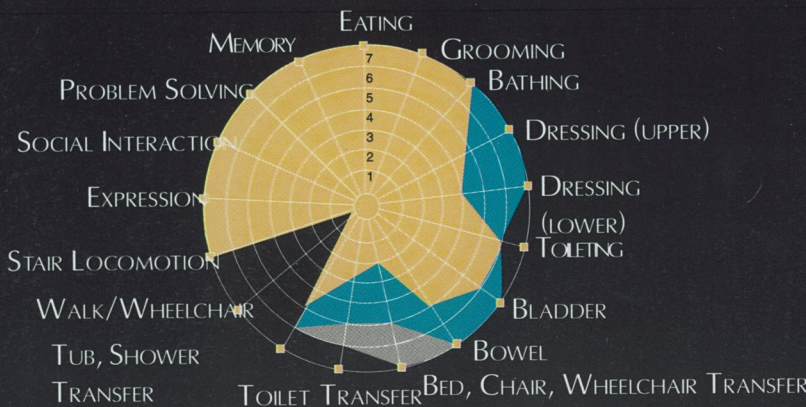 EATING
MEMORY
GROOMING
PROBLEM SOLVING
BATHING
SOCIAL INTERACTION
DRESSING (UPPER)
EXPRESSION
DRESSING
(LOWER)
TOILETING
STAIR LOCOMOTION
WALK/WHEELCHAIR
BLADDER
TUB, SHOWER
TRANSFER
BOWEL
TOILET TRANSFER
BED, CHAIR, WHEELCHAIR TRANSFER
7
6
5
4
3
2
1